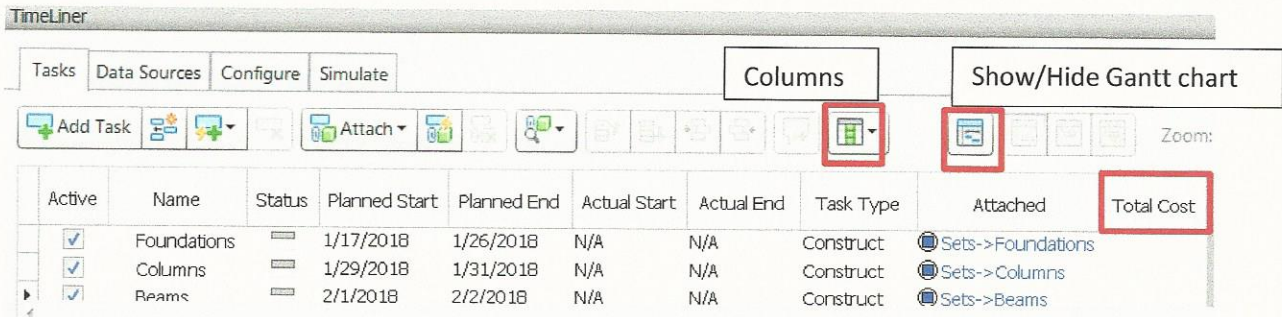 TimeLiner
Tasks Data Sources Configure Simulate
Columns
Show/Hide Gantt chart
Add Task Attach Zoom:
Active Name Status Planned Start Planned End Actual Start Actual End Task Type Attached Total Cost
Foundations 1/17/2018 1/26/2018 N/A N/A Construct Sets->Foundations
Columns 1/29/2018 1/31/2018 N/A N/A Construct Sets->Columns
Beams 2/1/2018 2/2/2018 N/A N/A Construct Sets->Beams